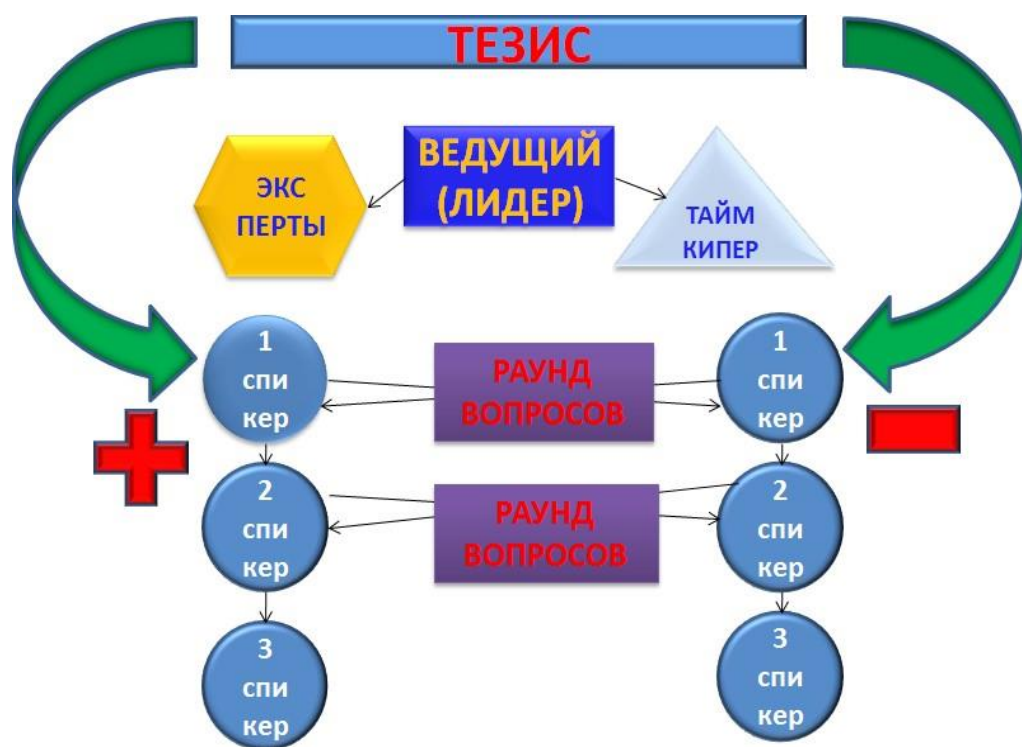 ТЕЗИС
ВЕДУЩИЙ
(ЛИДЕР)
ЭКС
ПЕРТЫ
ТАЙМ
КИПЕР
1
спи
кер
РАУНД
ВОПРОСОВ
1
спи
кер
2
спи
кер
РАУНД
ВОПРОСОВ
2
спи
кер
3
спи
кер
3
спи
кер